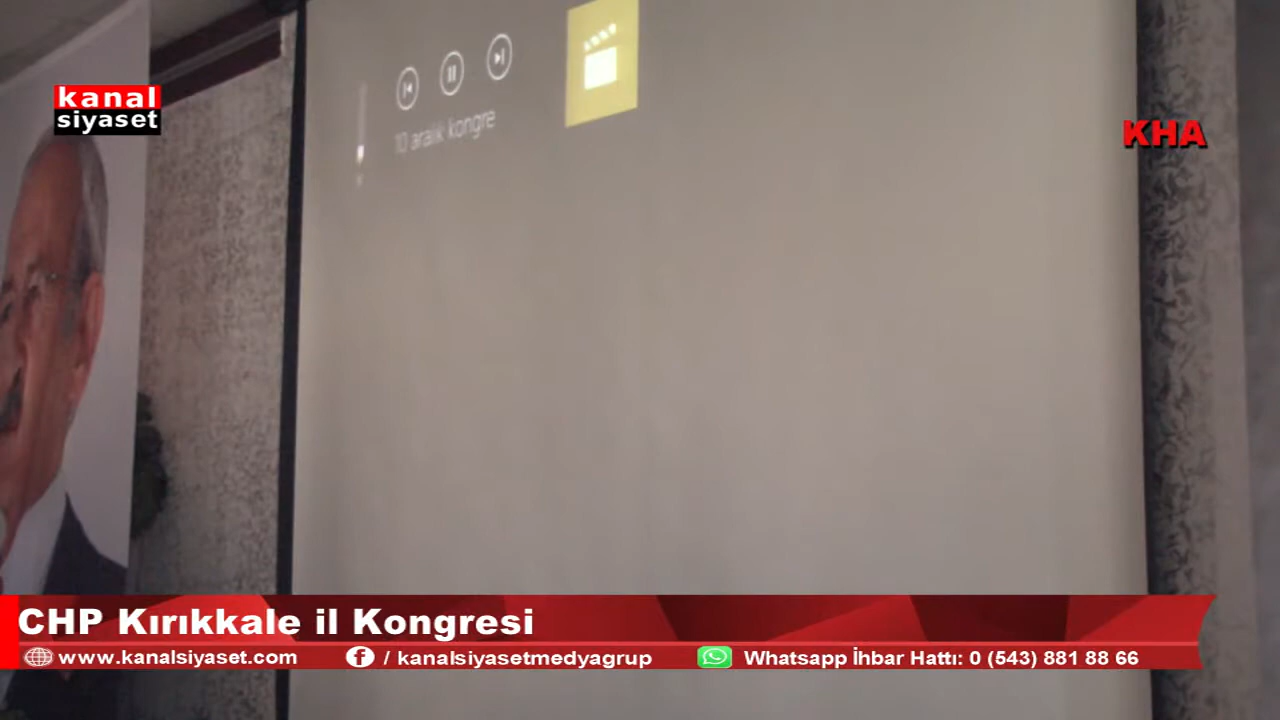 kanal
siyaset
KHA
10 aralık kongre
CHP Kırıkkale il Kongresi
www.kanalsiyaset.com
/ kanalsiyasetmedyagrup
Whatsapp İhbar Hattı: 0 (543) 881 88 66